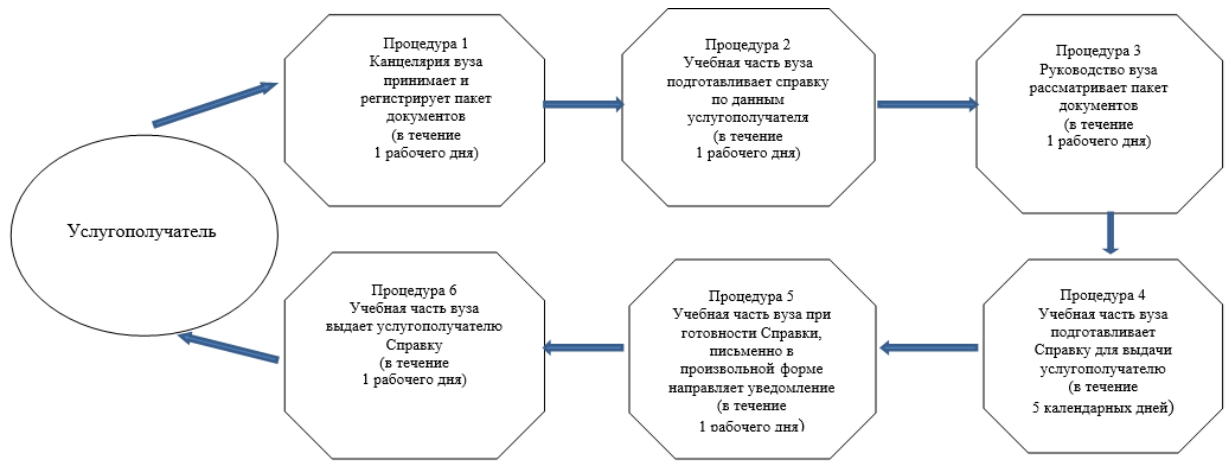 Процедура 1
Канцелярия вуза
принимает и
регистрирует пакет
документов
(в течение
1 рабочего дня)
Процедура 2
Учебная часть вуза
подготавливает справку
по данным
услугополучателя
(в течение
1 рабочего дня)
Процедура 3
Руководство вуза
рассматривает пакет
документов
(в течение
1 рабочего дня)
Услугополучатель
Процедура 4
Учебная часть вуза
подготавливает
Справку для выдачи
услугополучателю
(в течение
5 календарных дней)
Процедура 5
Учебная часть вуза при
готовности Справки,
письменно в
произвольной форме
направляет уведомление
(в течение
1 рабочего дня)
Процедура 6
Учебная часть вуза
выдает услугополучателю
Справку
(в течение
1 рабочего дня)